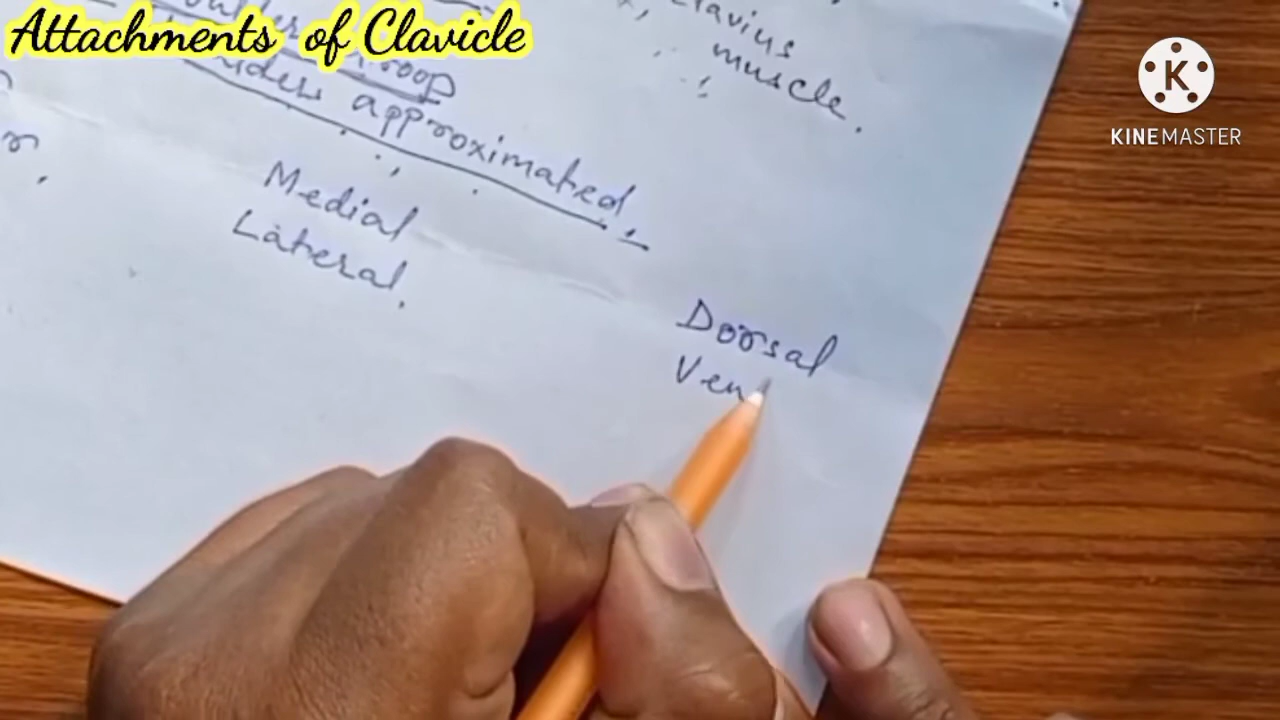 Attachments of Clavicle
K
KINEMASTER
muscle.
approximated.
Medial
Lateral.
Dorsal
Ven